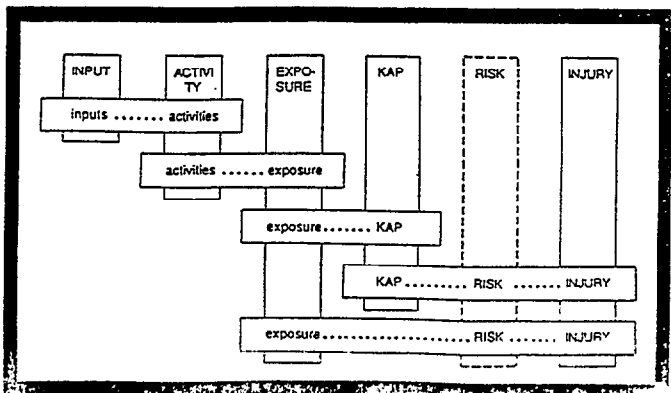 INPUT ACTIVI EXPO- KAP RISK INJURY
TY SURE
inputs ....... activities
activities ...... exposure
exposure....... KAP
KAP ...... RISK ...... INJURY
exposure...................... RISK ...... INJURY